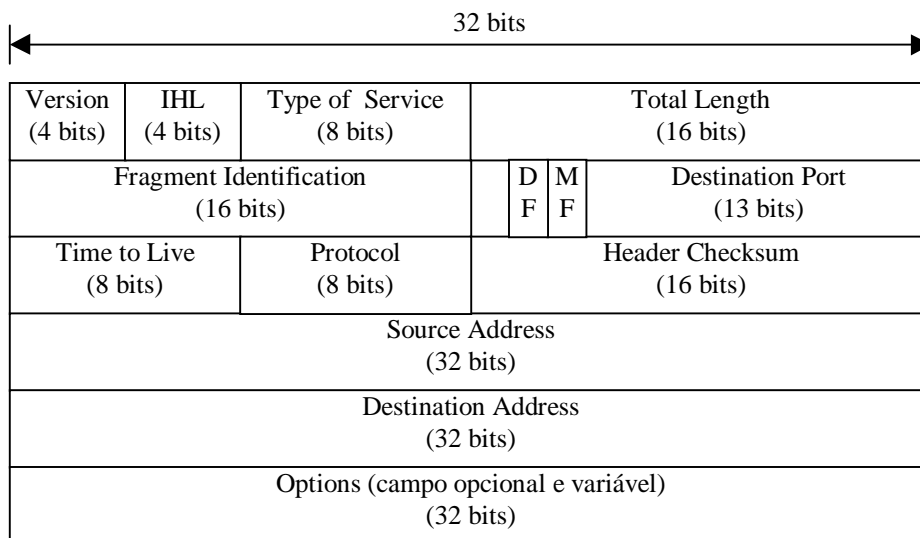 32 bits
Version IHL Type of Service Total Length
(4 bits) (4 bits) (8 bits) (16 bits)
Fragment Identification D M Destination Port
(16 bits) F F (13 bits)
Time to Live Protocol Header Checksum
(8 bits) (8 bits) (16 bits)
Source Address
(32 bits)
Destination Address
(32 bits)
Options (campo opcional e variável)
(32 bits)